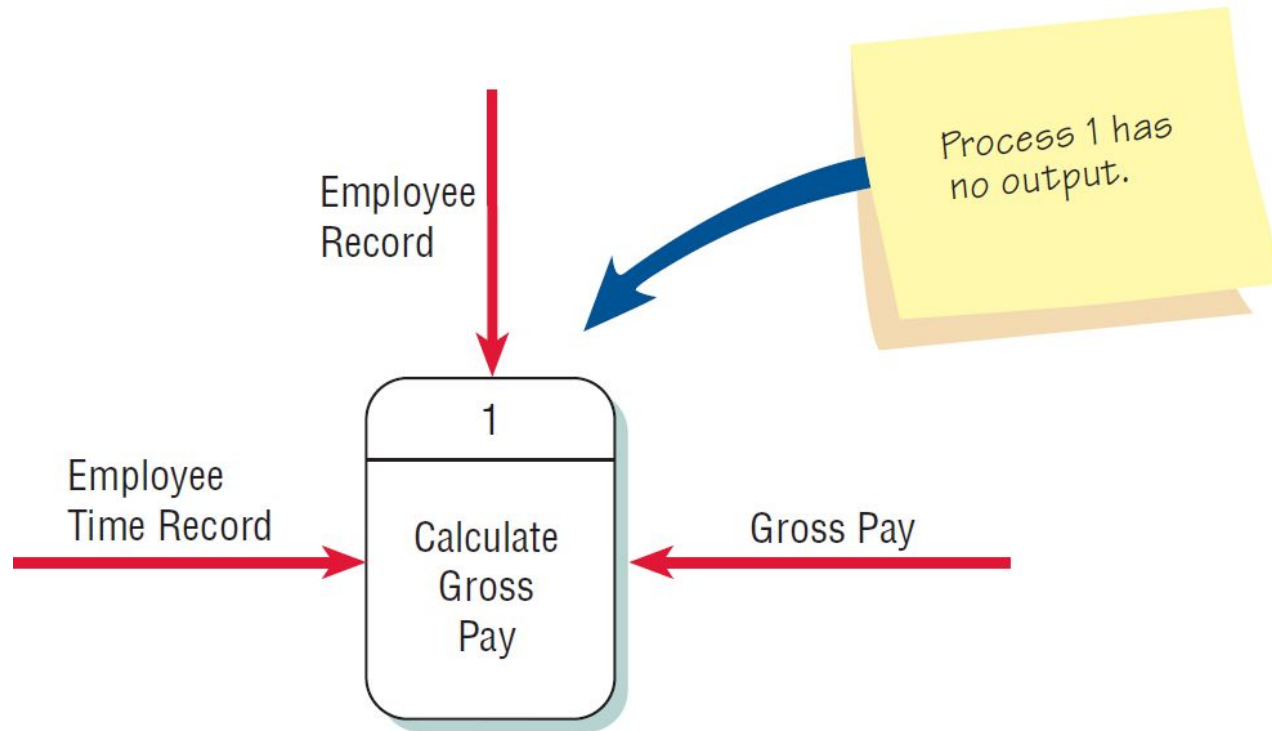 Process 1 has
no output.
Employee
Record
1
Employee
Time Record
Calculate
Gross
Pay
Gross Pay